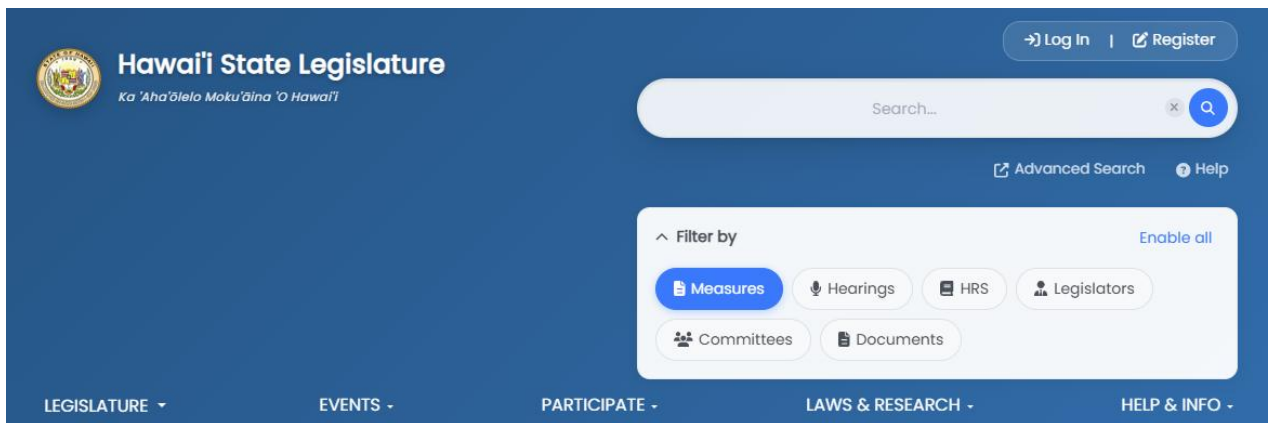 Log In | Register
Hawai'i State Legislature
Ka 'Aha'ōlelo Moku'āina 'O Hawai'i
Search...
Advanced Search Help
Filter by Enable all
Measures Hearings HRS Legislators
Committees Documents
LEGISLATURE EVENTS PARTICIPATE LAWS & RESEARCH HELP & INFO